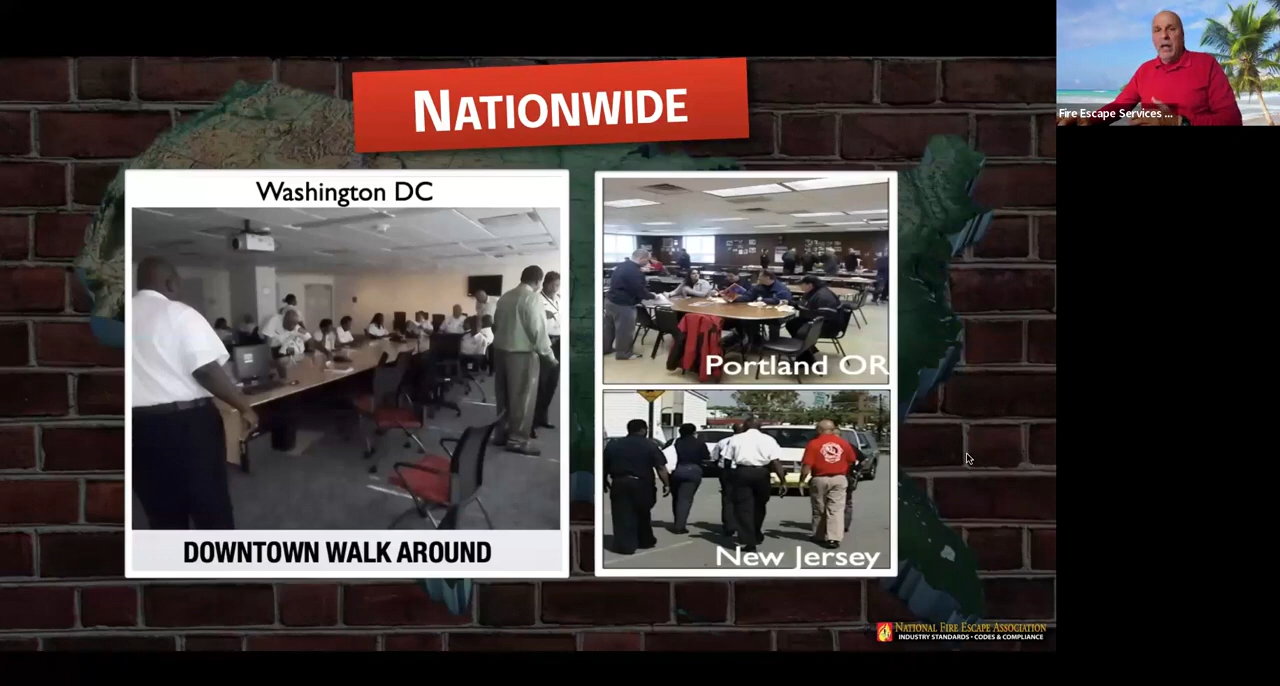 NATIONWIDE
Washington DC
DOWNTOWN WALK AROUND
Portland OR
New Jersey
NATIONAL FIRE ESCAPE ASSOCIATION
INDUSTRY STANDARDS • CODES & COMPLIANCE
Fire Escape Services ...